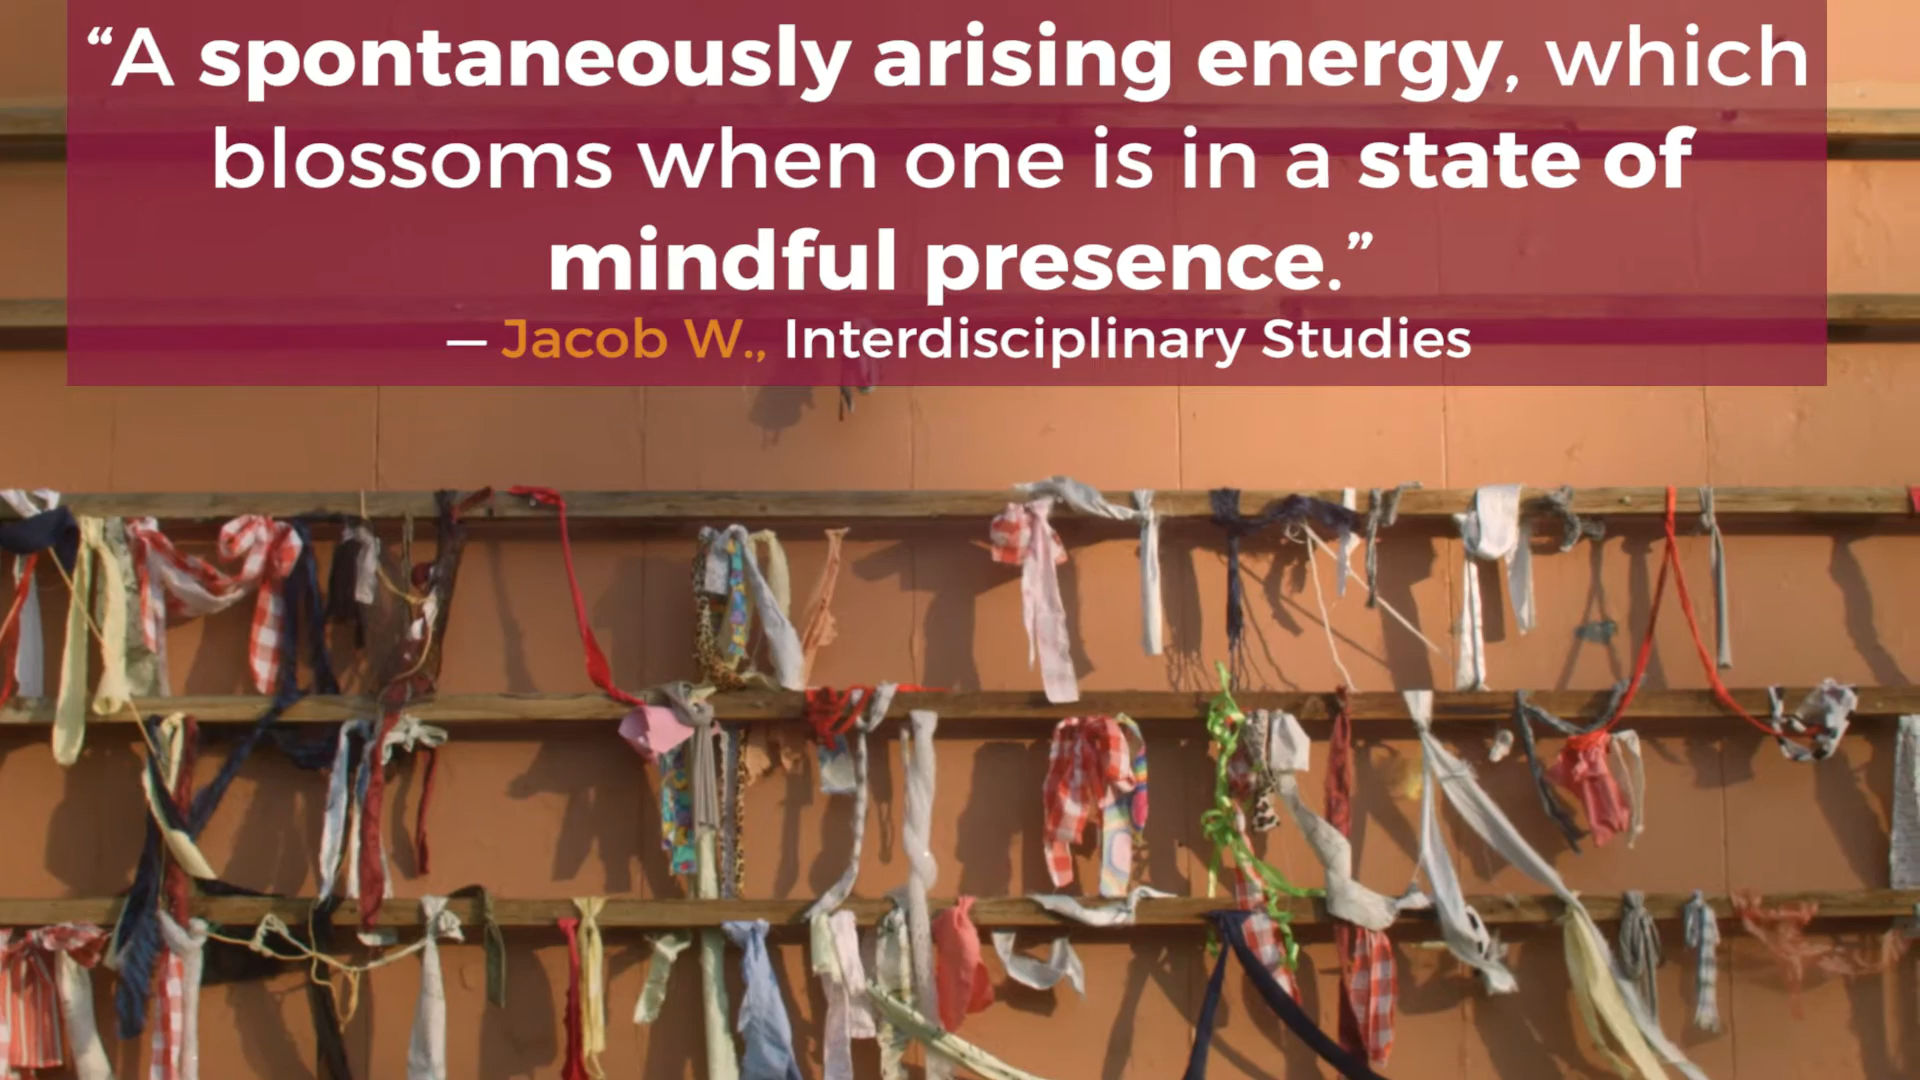 “A spontaneously arising energy, which
blossoms when one is in a state of
mindful presence.”
— Jacob W., Interdisciplinary Studies